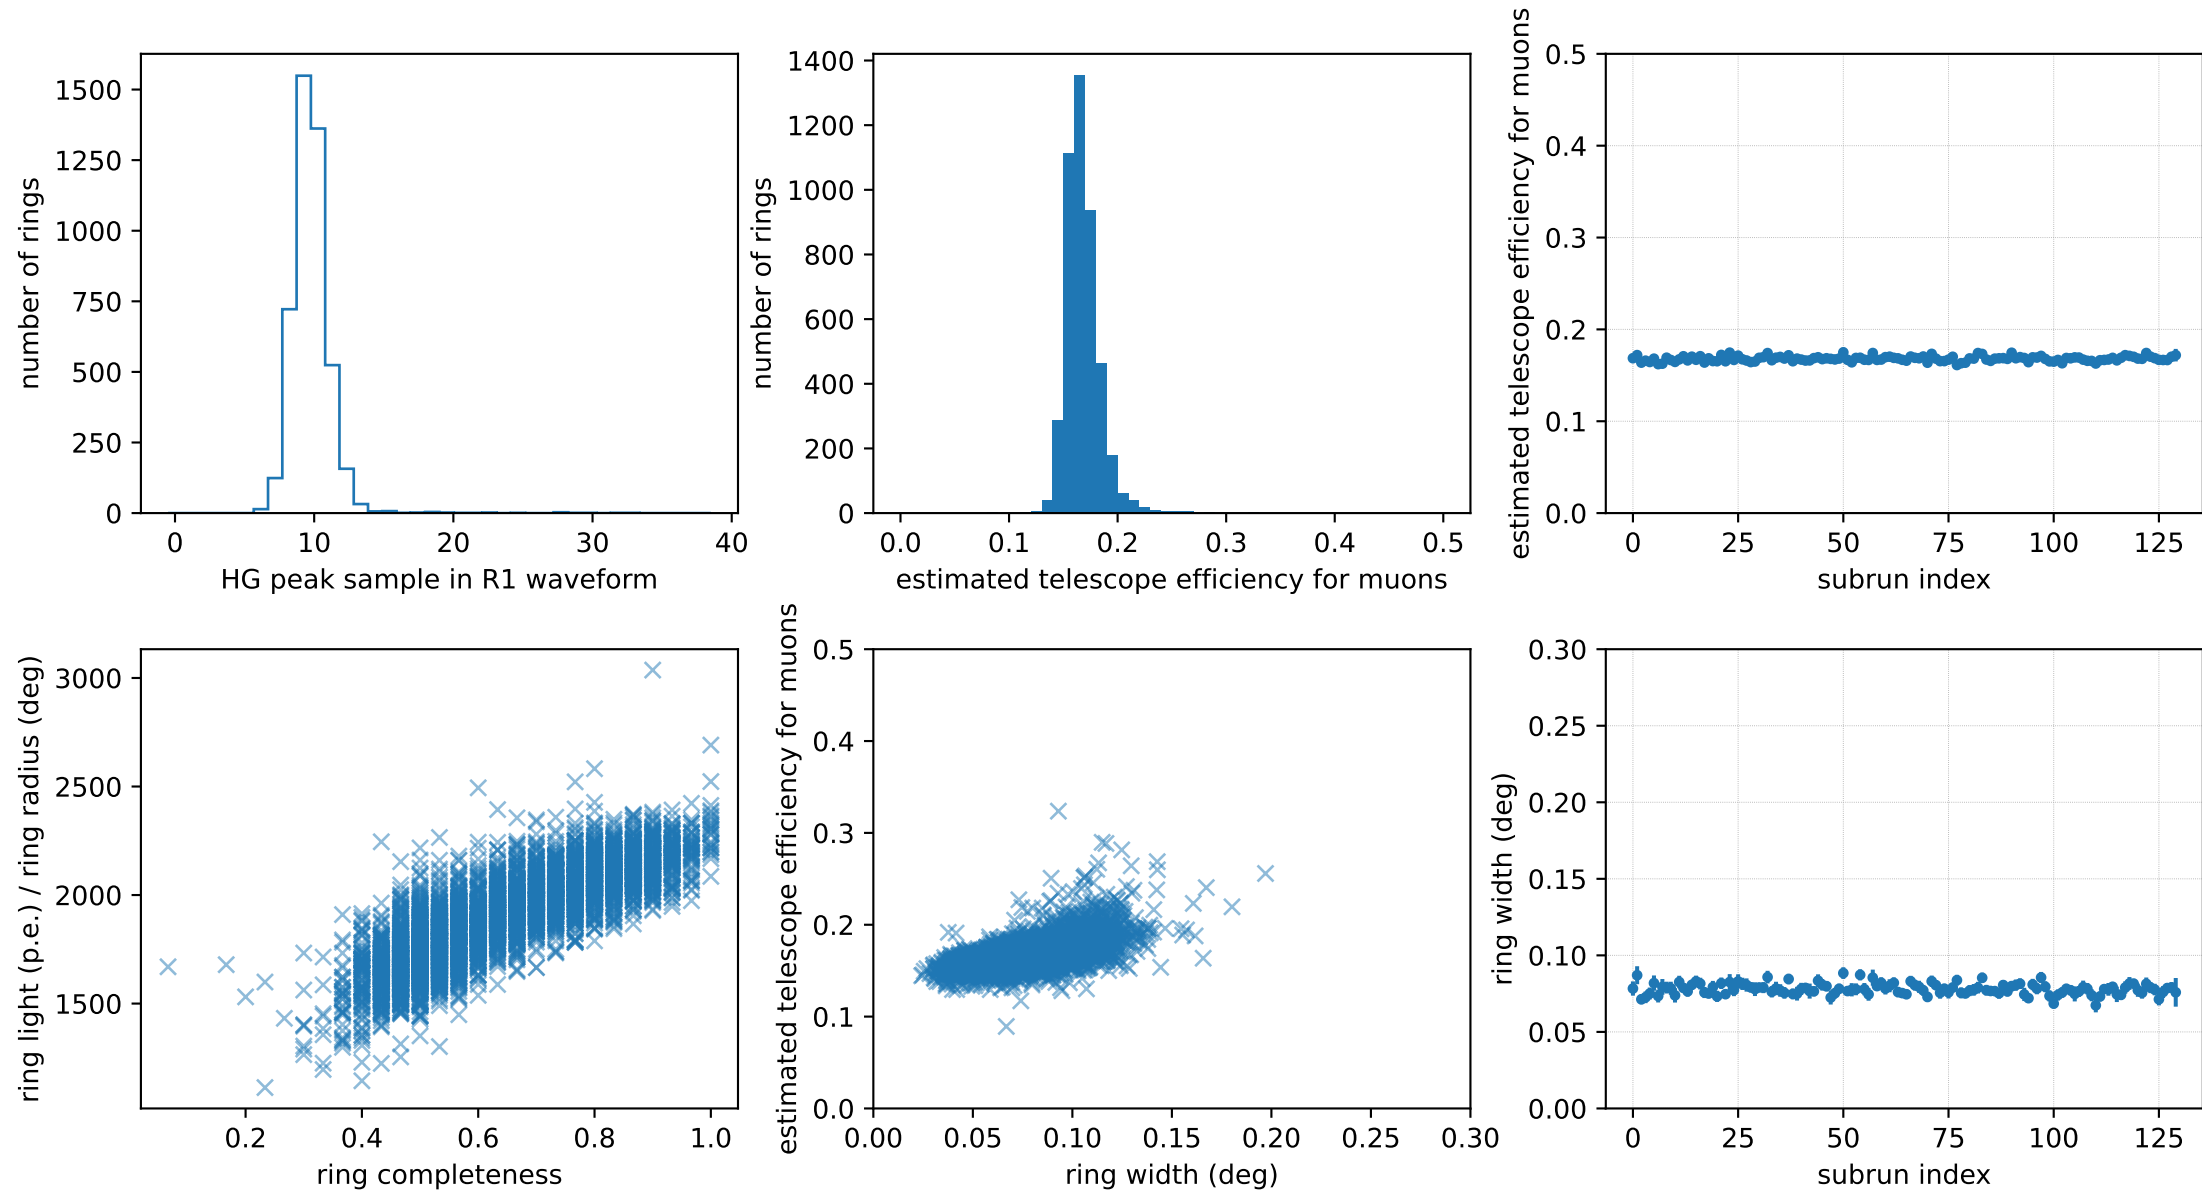 number of rings
1500
1250
1000
750
500
250
0
0 10 20 30 40
HG peak sample in R1 waveform
number of rings
1400
1200
1000
800
600
400
200
0
0.0 0.1 0.2 0.3 0.4 0.5
estimated telescope efficiency for muons
estimated telescope efficiency for muons
0.5
0.4
0.3
0.2
0.1
0.0
0 25 50 75 100 125
subrun index
ring light (p.e.) / ring radius (deg)
3000
2500
2000
1500
0.2 0.4 0.6 0.8 1.0
ring completeness
estimated telescope efficiency for muons
0.5
0.4
0.3
0.2
0.1
0.0
0.00 0.05 0.10 0.15 0.20 0.25 0.30
ring width (deg)
ring width (deg)
0.30
0.25
0.20
0.15
0.10
0.05
0.00
0 25 50 75 100 125
subrun index